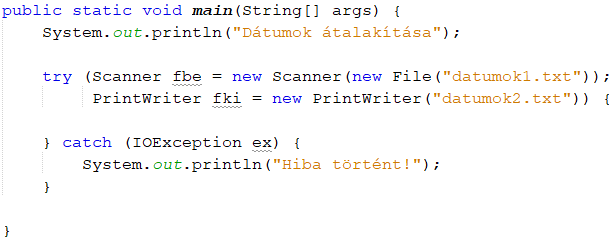 public static void main(String[] args) {
System.out.println("Dátumok átalakítása");
try (Scanner fbe = new Scanner(new File("datumok1.txt"));
PrintWriter fki = new PrintWriter("datumok2.txt")) {
} catch (IOException ex) {
System.out.println("Hiba történt!");
}
}